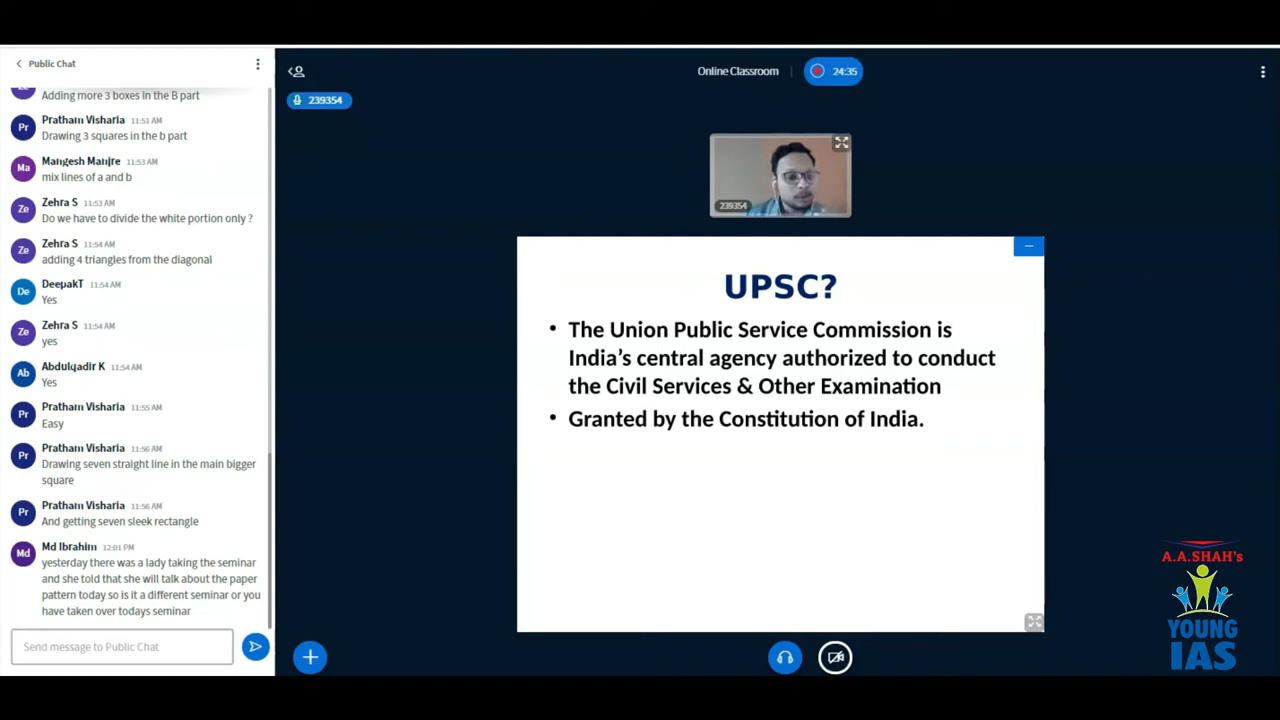 Public Chat
Adding more 3 boxes in the B part
Pr Pratham Visharia 11:51 AM
Drawing 3 squares in the b part
Ma Mangesh Manjre 11:53 AM
mix lines of a and b
Ze Zehra S 11:53 AM
Do we have to divide the white portion only ?
Ze Zehra S 11:54 AM
adding 4 triangles from the diagonal
De DeepakT 11:54 AM
Yes
Ze Zehra S 11:54 AM
yes
Ab Abdulqadir K 11:54 AM
Yes
Pr Pratham Visharia 11:55 AM
Easy
Pr Pratham Visharia 11:56 AM
Drawing seven straight line in the main bigger
square
Pr Pratham Visharia 11:56 AM
And getting seven sleek rectangle
Md Md Ibrahim 12:01 PM
yesterday there was a lady taking the seminar
and she told that she will talk about the paper
pattern today so is it a different seminar or you
have taken over todays seminar
Send message to Public Chat
Online Classroom
24:35
239354
239354
UPSC?
• The Union Public Service Commission is
India’s central agency authorized to conduct
the Civil Services & Other Examination
• Granted by the Constitution of India.
A.A.SHAH's
YOUNG
IAS